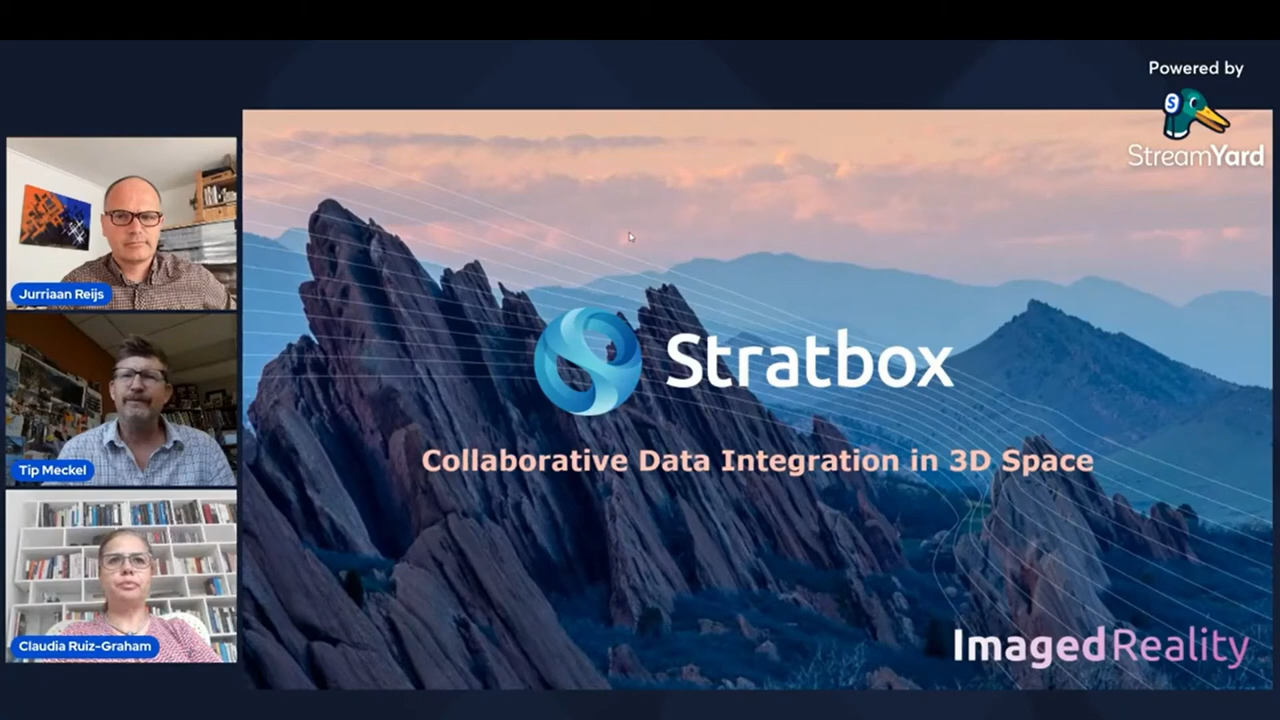 Powered by
StreamYard
Jurriaan Reijs
Tip Meckel
Claudia Ruiz-Graham
Stratbox
Collaborative Data Integration in 3D Space
ImagedReality